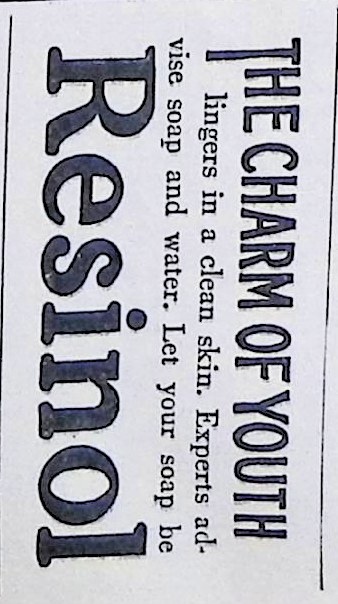 THE CHARM OF YOUTH
lingers in a clean skin. Experts ad-
vise soap and water. Let your soap be
Resinol